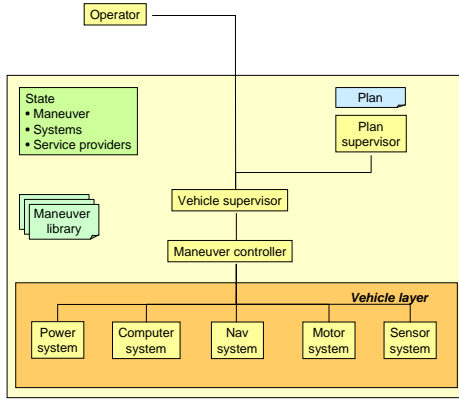 Operator
State
• Maneuver
• Systems
• Service providers
Plan
Plan
supervisor
Maneuver
library
Vehicle supervisor
Maneuver controller
Vehicle layer
Power
system
Computer
system
Nav
system
Motor
system
Sensor
system